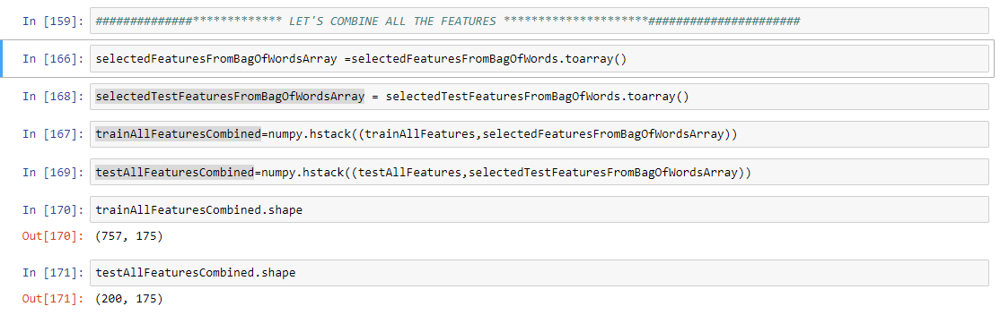 In [159]: ##############************* LET'S COMBINE ALL THE FEATURES *********************######################
In [166]: selectedFeaturesFromBagOfWordsArray =selectedFeaturesFromBagOfWords.toarray()
In [168]: selectedTestFeaturesFromBagOfWordsArray = selectedTestFeaturesFromBagOfWords.toarray()
In [167]: trainAllFeaturesCombined=numpy.hstack((trainAllFeatures,selectedFeaturesFromBagOfWordsArray))
In [169]: testAllFeaturesCombined=numpy.hstack((testAllFeatures,selectedTestFeaturesFromBagOfWordsArray))
In [170]: trainAllFeaturesCombined.shape
Out[170]: (757, 175)
In [171]: testAllFeaturesCombined.shape
Out[171]: (200, 175)